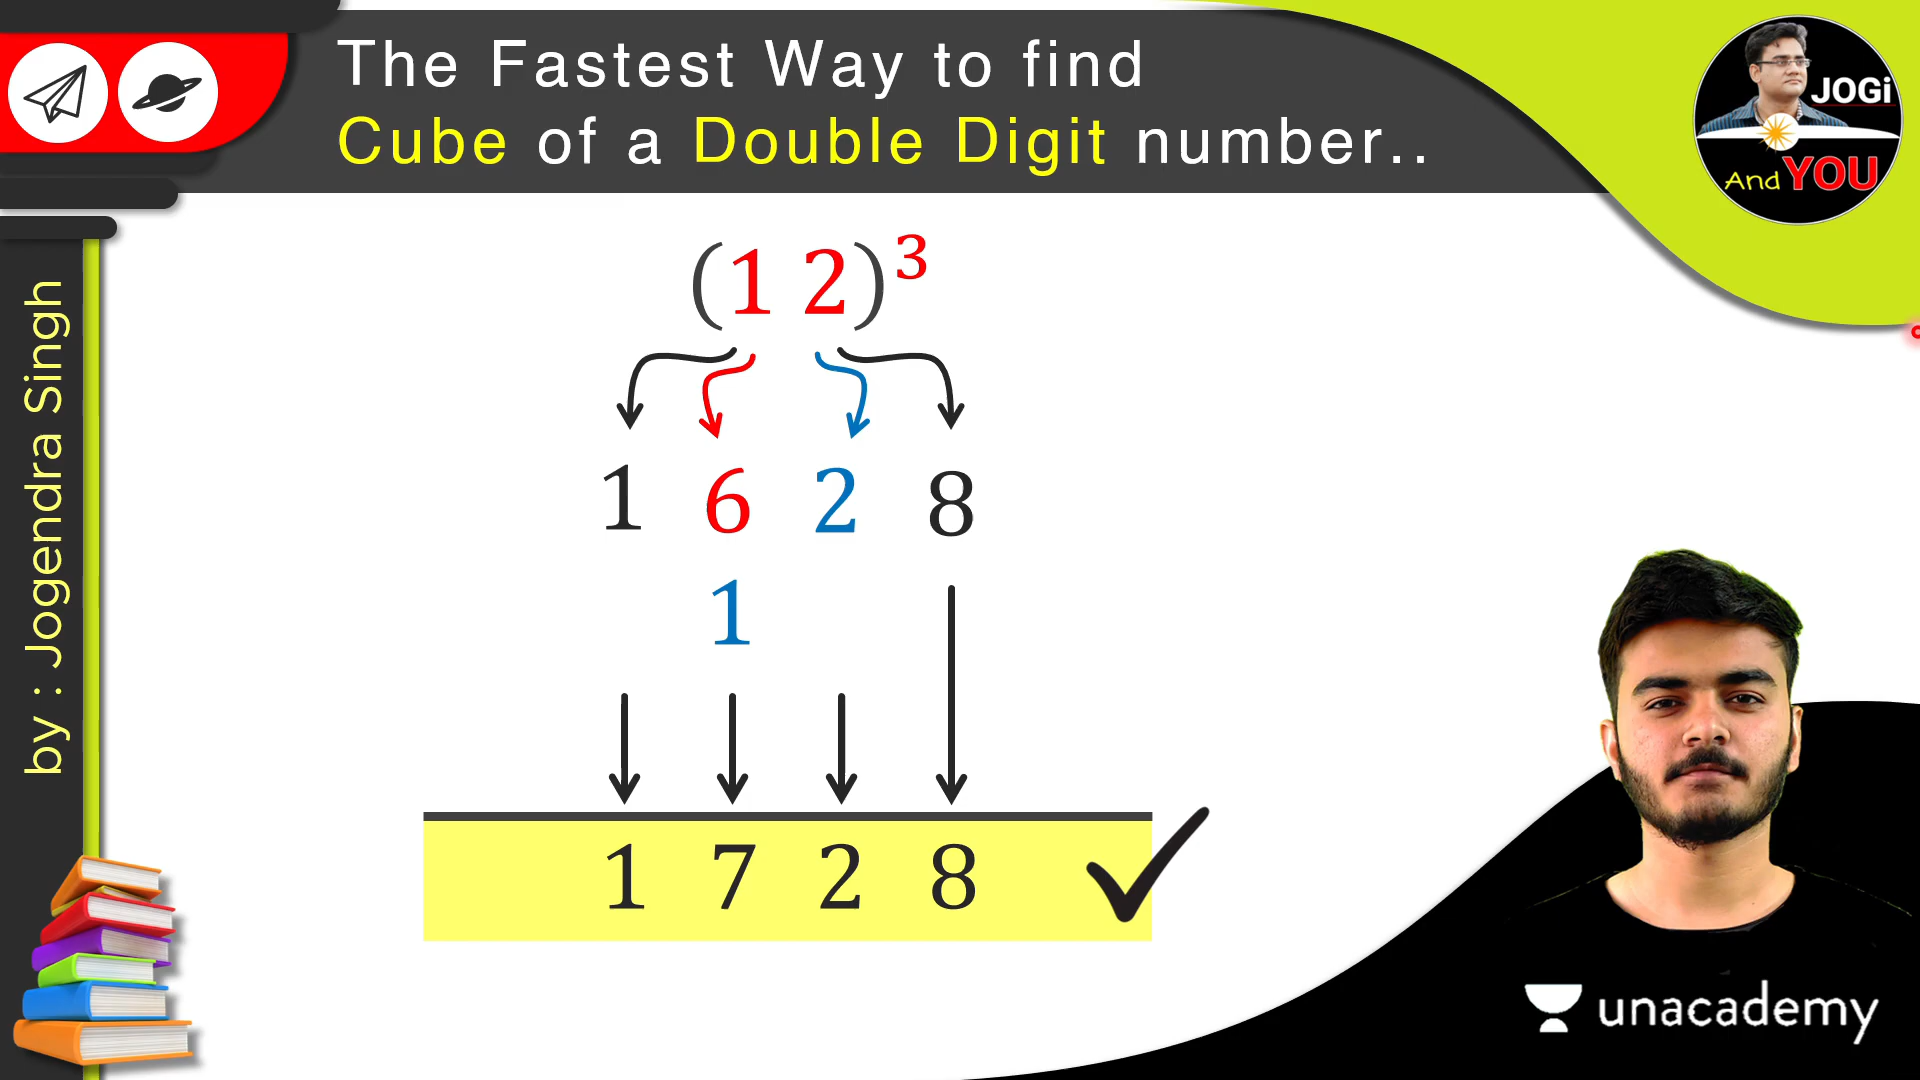 The Fastest Way to find
Cube of a Double Digit number..
JOGi
And YOU
by : Jogendra Singh
(1 2)³
1 6 2 8
1
1 7 2 8
unacademy